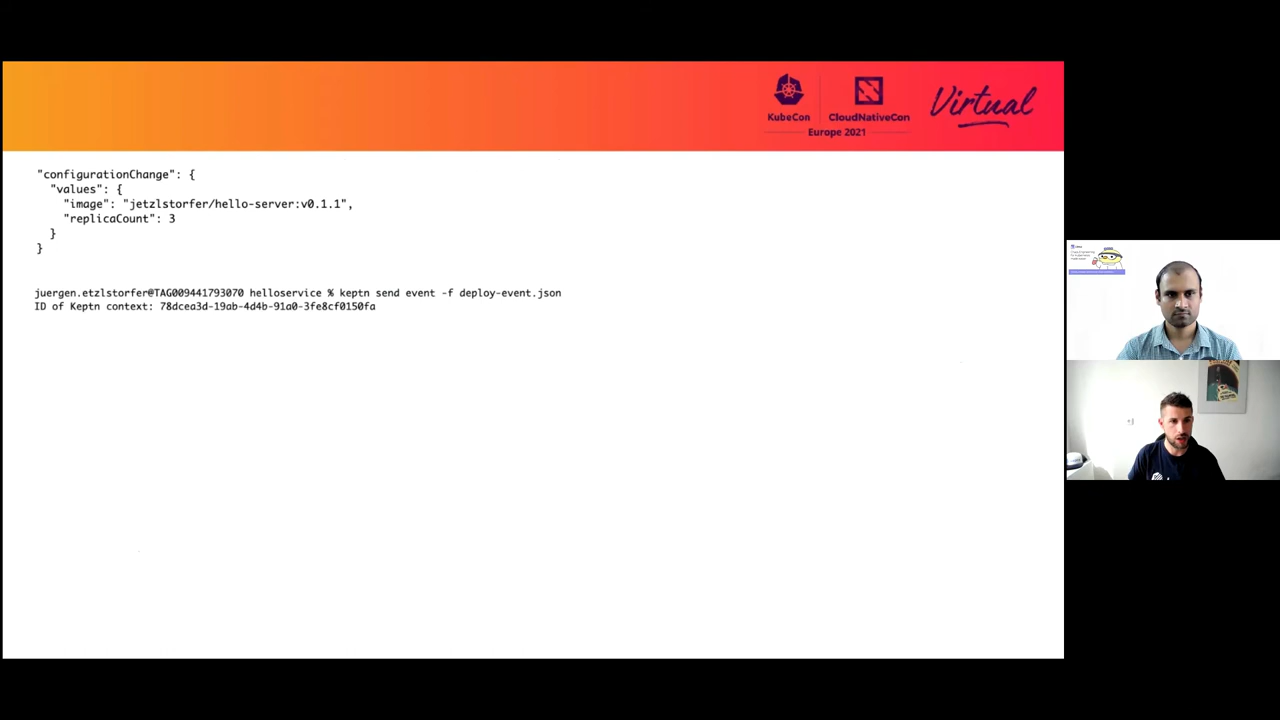 KubeCon
CloudNativeCon
Europe 2021
Virtual
"configurationChange": {
"values": {
"image": "jetzlstorfer/hello-server:v0.1.1",
"replicaCount": 3
}
}
juergen.etzlstorfer@TAG009441793070 helloservice % keptn send event -f deploy-event.json
ID of Keptn context: 78dcea3d-19ab-4d4b-91a0-3fe8cf0150fa